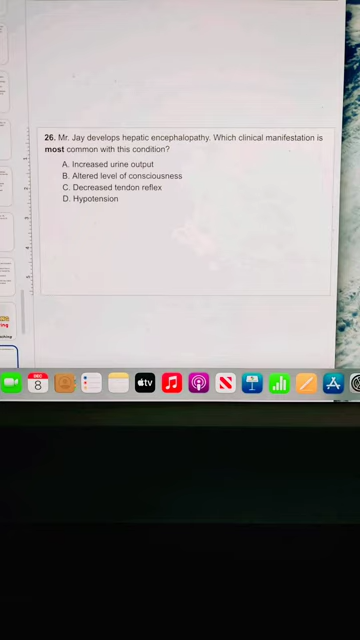 26. Mr. Jay develops hepatic encephalopathy. Which clinical manifestation is
most common with this condition?
A. Increased urine output
B. Altered level of consciousness
C. Decreased tendon reflex
D. Hypotension
DEC
8
tv